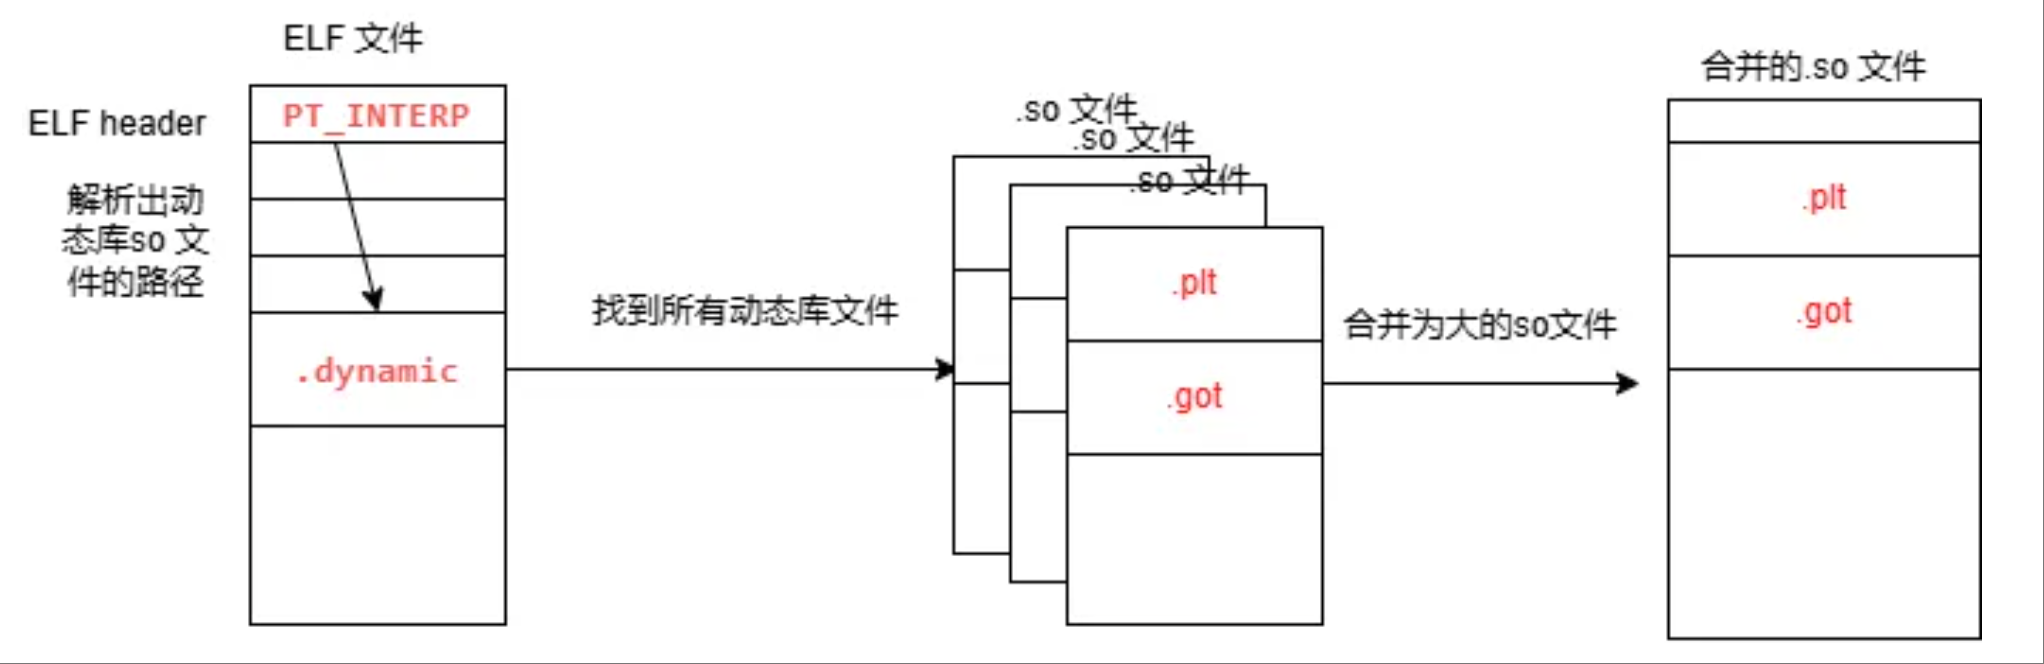 ELF 文件
ELF header
PT_INTERP
解析出动
态库so 文
件的路径
.dynamic
找到所有动态库文件
.so 文件
.so 文件
.so 文件
.plt
.got
合并为大的so文件
合并的.so 文件
.plt
.got